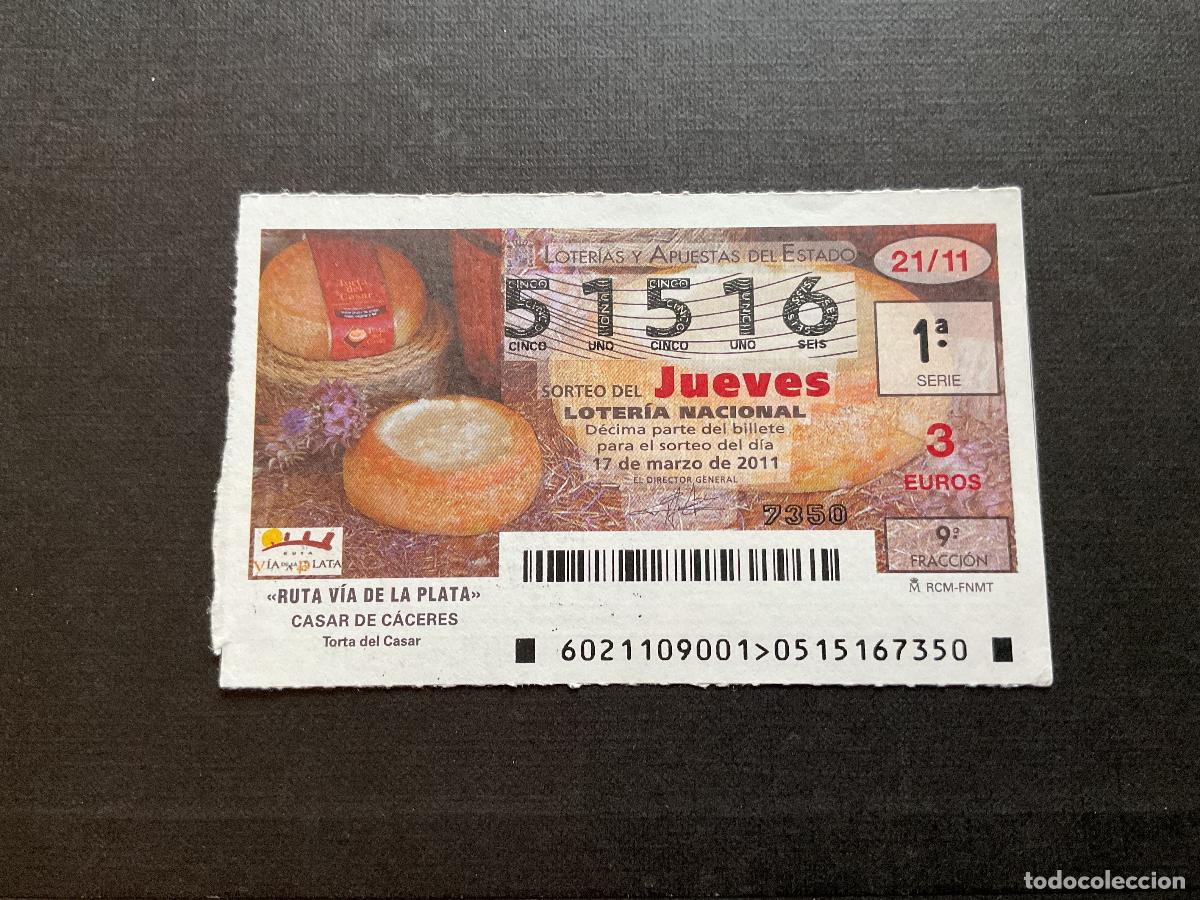 Torta
del
Casar
LOTERÍAS Y APUESTAS DEL ESTADO
21/11
51516
CINCO UNO CINCO UNO SEIS
1ª
SERIE
SORTEO DEL Jueves
LOTERÍA NACIONAL
Décima parte del billete
para el sorteo del día
17 de marzo de 2011
EL DIRECTOR GENERAL
3
EUROS
7350
9ª
FRACCIÓN
RUTA
VÍA DE LA PLATA
«RUTA VÍA DE LA PLATA»
CASAR DE CÁCERES
Torta del Casar
M RCM-FNMT
6021109001>0515167350
todocoleccion